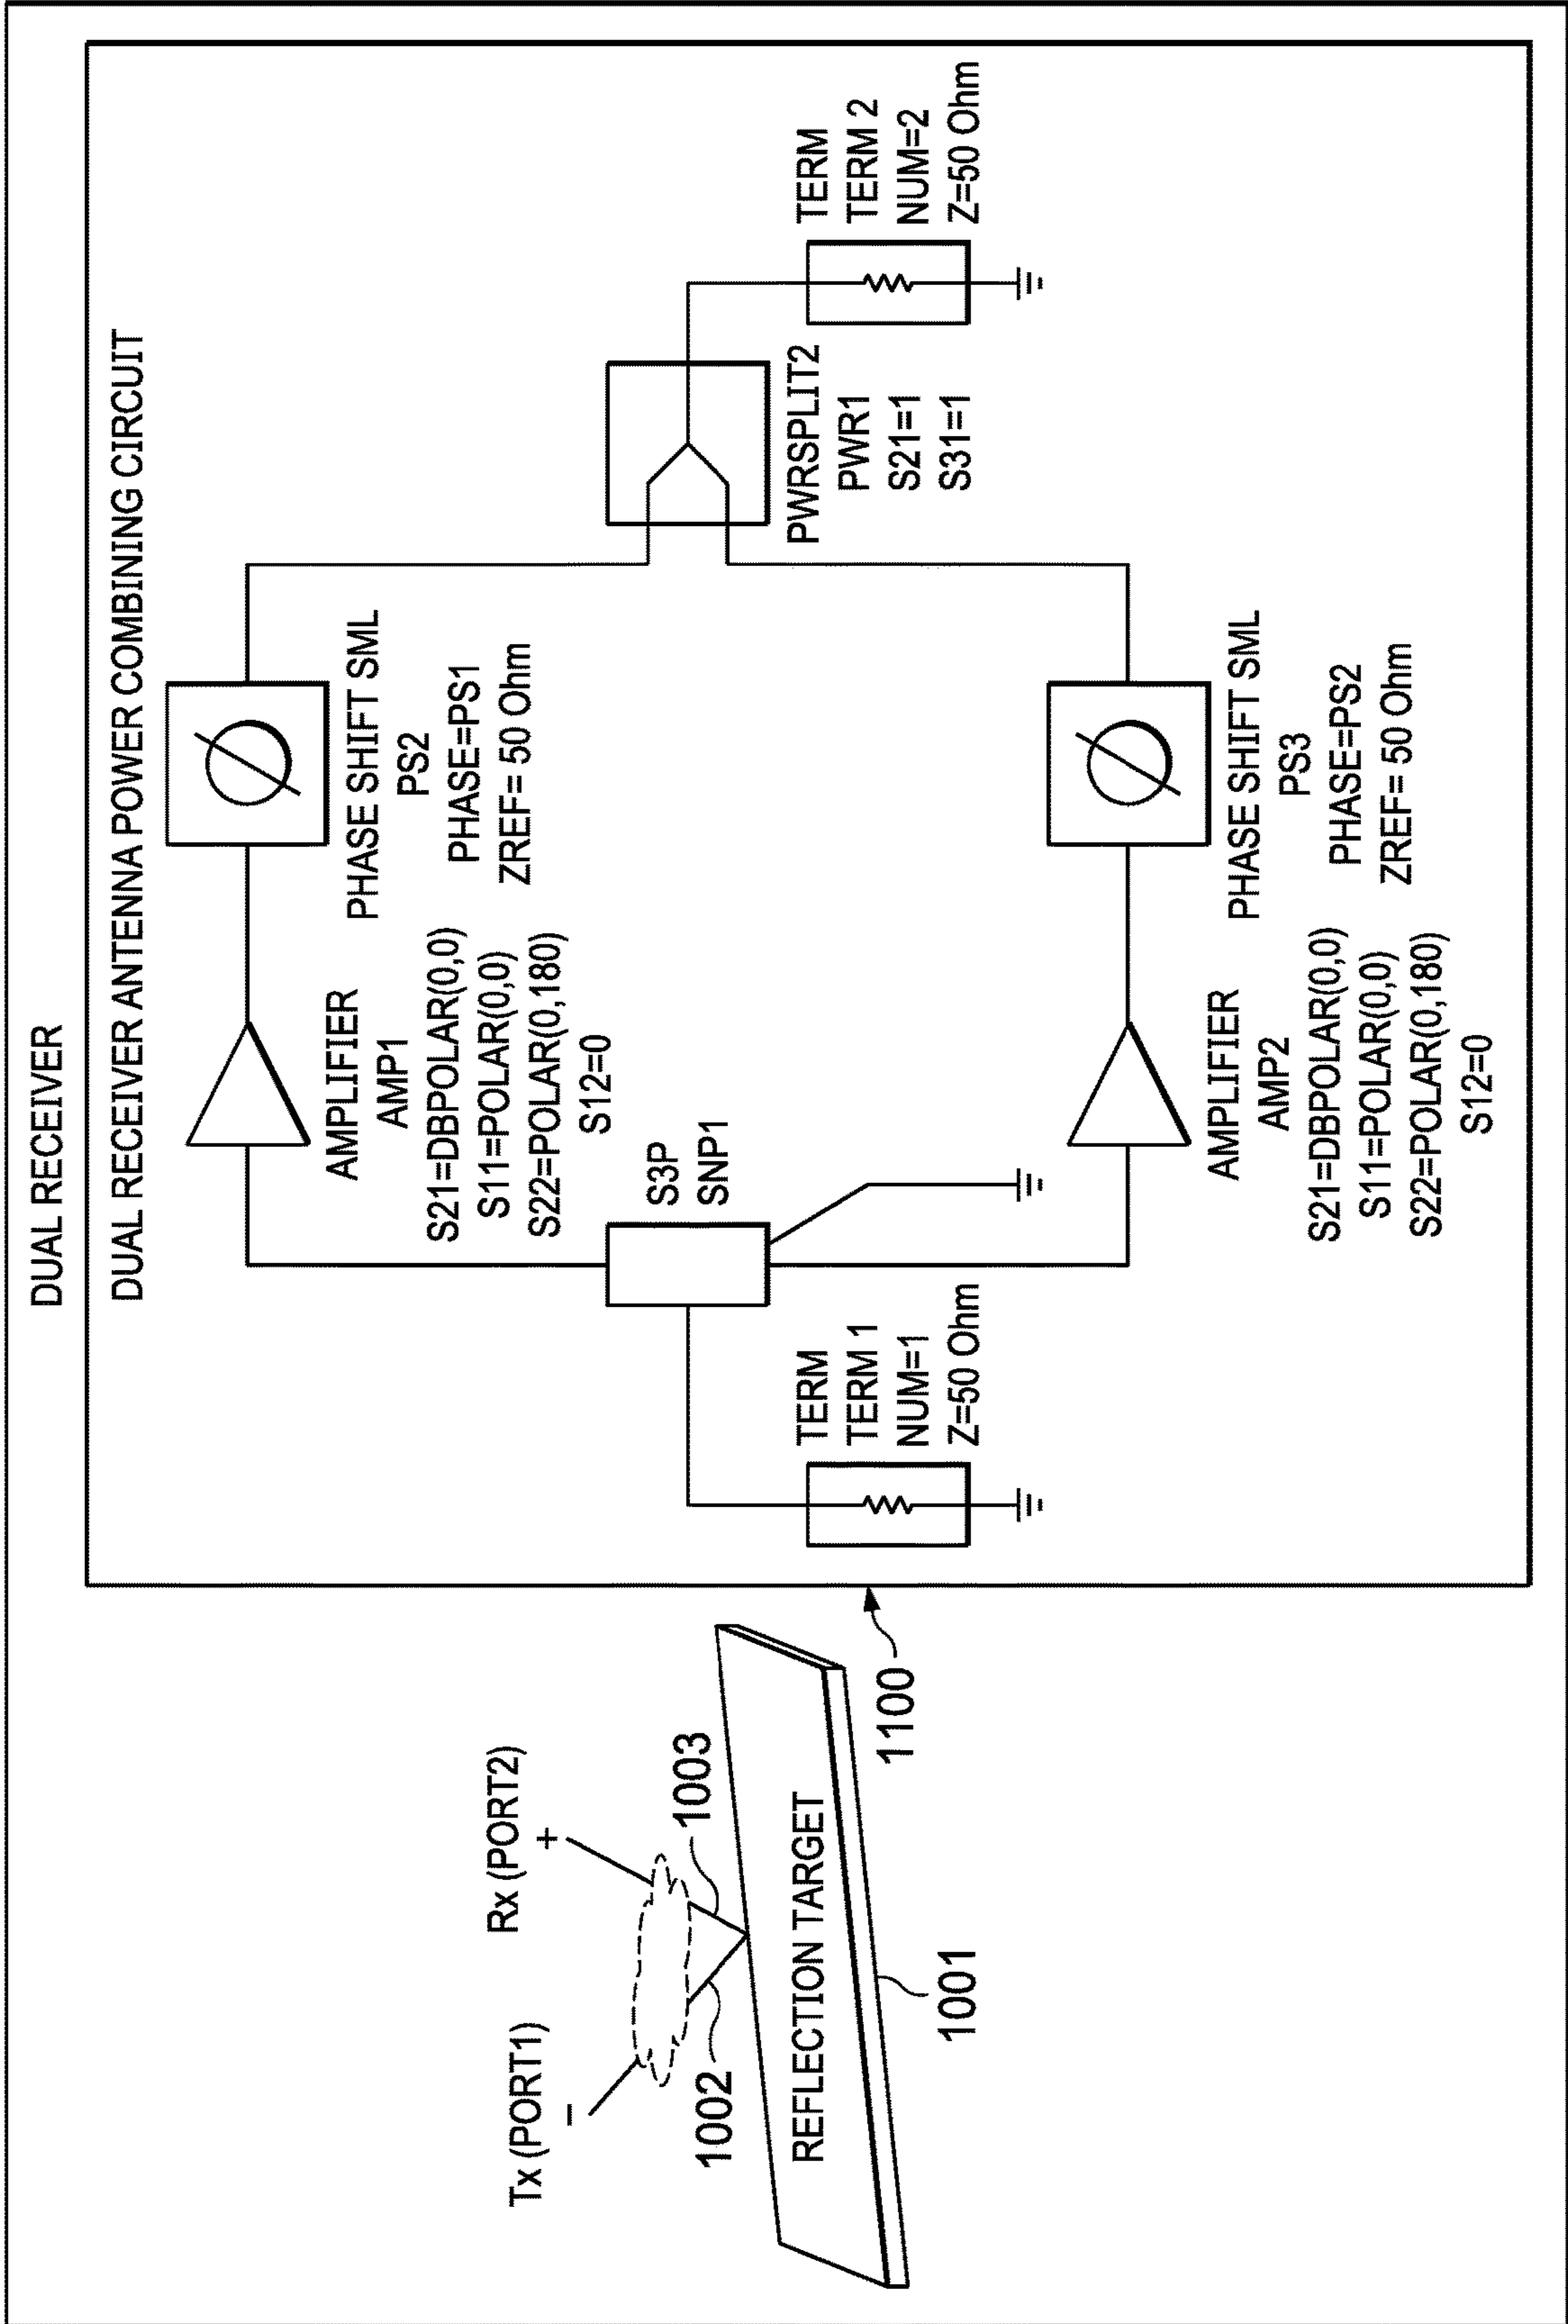 DUAL RECEIVER
DUAL RECEIVER ANTENNA POWER COMBINING CIRCUIT
Tx (PORT1)
–
Rx (PORT2)
+
1002
1003
REFLECTION TARGET
1001
1100
TERM
TERM 1
NUM=1
Z=50 Ohm
S3P
SNP1
AMPLIFIER
AMP1
S21=DBPOLAR(0,0)
S11=POLAR(0,0)
S22=POLAR(0,180)
S12=0
PHASE SHIFT SML
PS2
PHASE=PS1
ZREF= 50 Ohm
AMPLIFIER
AMP2
S21=DBPOLAR(0,0)
S11=POLAR(0,0)
S22=POLAR(0,180)
S12=0
PHASE SHIFT SML
PS3
PHASE=PS2
ZREF= 50 Ohm
PWRSPLIT2
PWR1
S21=1
S31=1
TERM
TERM 2
NUM=2
Z=50 Ohm